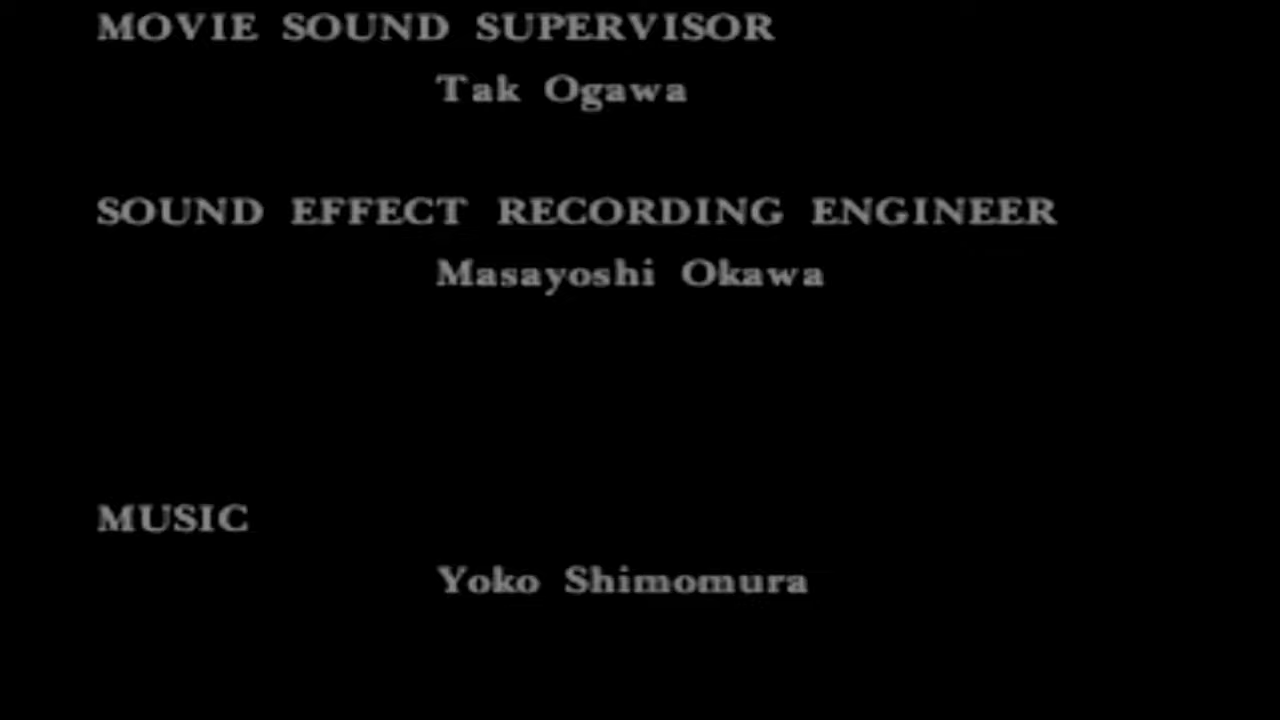 MOVIE SOUND SUPERVISOR
Tak Ogawa
SOUND EFFECT RECORDING ENGINEER
Masayoshi Okawa
MUSIC
Yoko Shimomura